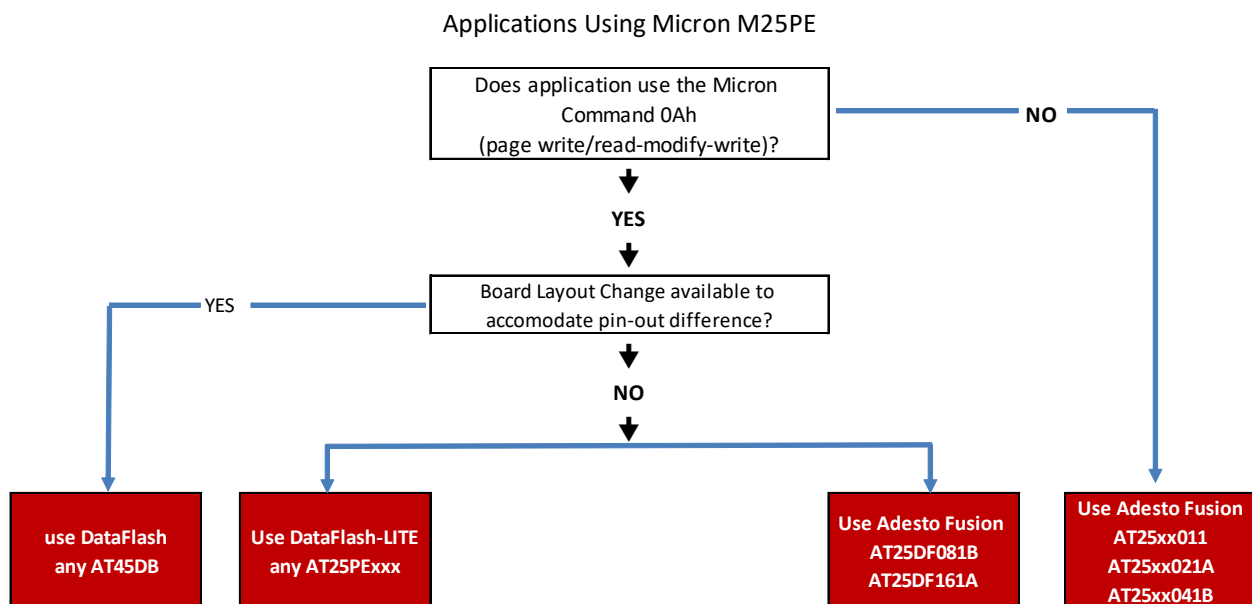 Applications Using Micron M25PE
Does application use the Micron
Command 0Ah
(page write/read-modify-write)?
NO
YES
Board Layout Change available to
accomodate pin-out difference?
YES
NO
use DataFlash
any AT45DB
Use DataFlash-LITE
any AT25PExxx
Use Adesto Fusion
AT25DF081B
AT25DF161A
Use Adesto Fusion
AT25xx011
AT25xx021A
AT25xx041B